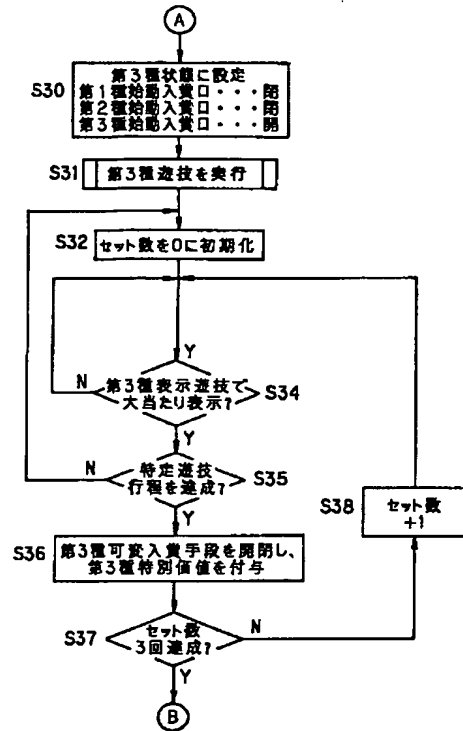 A
S30
第3種状態に設定
第1種始動入賞口・・・閉
第2種始動入賞口・・・閉
第3種始動入賞口・・・開
S31
第3種遊技を実行
S32
セット数を0に初期化
Y
N
第3種表示遊技で
大当たり表示?
S34
Y
N
特定遊技
行程を達成?
S35
Y
S38
セット数
+1
S36
第3種可変入賞手段を開閉し、
第3種特別価値を付与
S37
セット数
3回達成?
N
Y
B